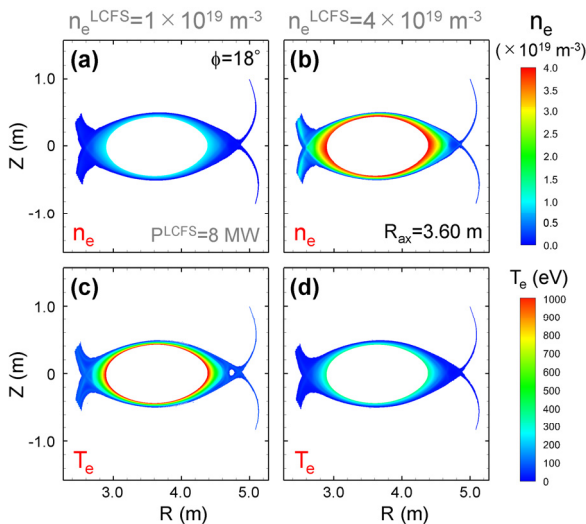 n_e^LCFS=1×10^19 m^-3 n_e^LCFS=4×10^19 m^-3
(a) ϕ=18° (b) n_e
(×10^19 m^-3)
1.0
0
-1.0
Z (m)
n_e P^LCFS=8 MW n_e R_ax=3.60 m
4.0
3.5
3.0
2.5
2.0
1.5
1.0
0.5
0.0
(c) (d) T_e (eV)
1.0
0
-1.0
Z (m)
T_e T_e
1000
900
800
700
600
500
400
300
200
100
0
3.0 4.0 5.0 3.0 4.0 5.0
R (m) R (m)